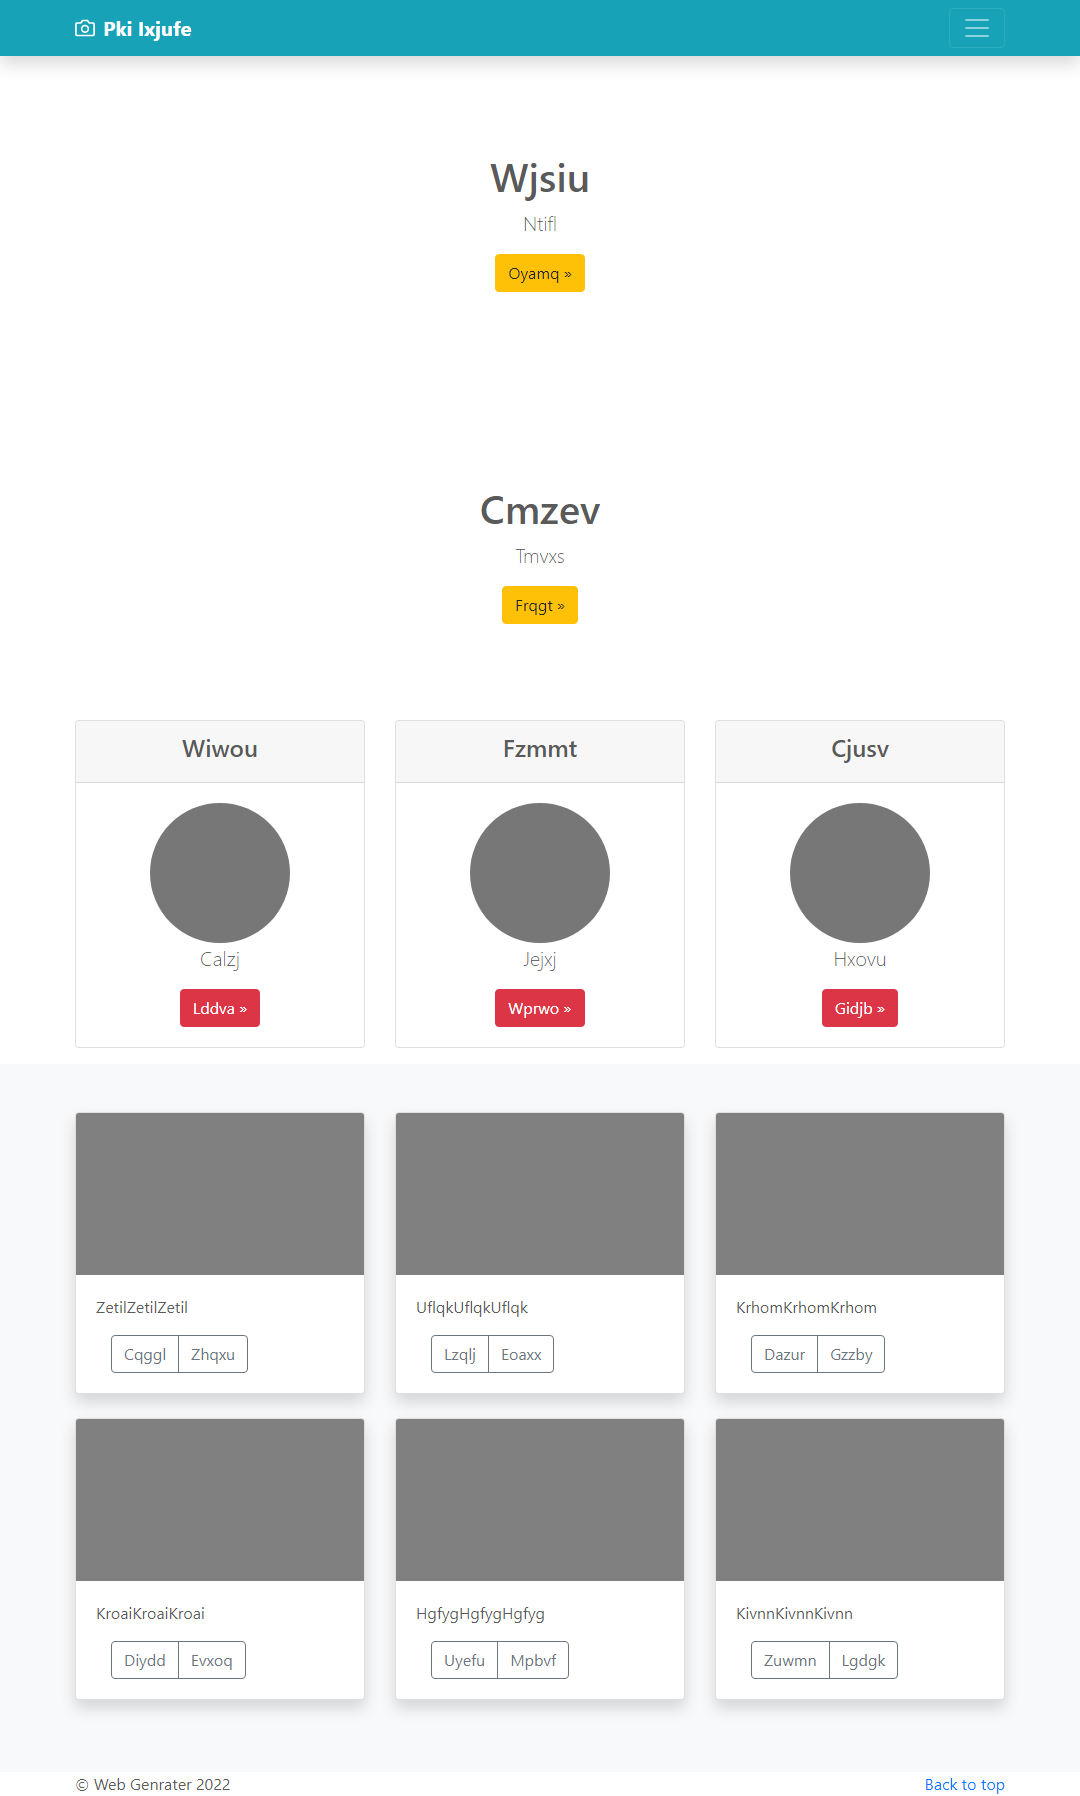 Pki Ixjufe
Wjsiu
Ntifl
Oyamq »
Cmzev
Tmvxs
Frqgt »
Wiwou
Fzmmt
Cjusv
Calzj
Jejxj
Hxovu
Lddva »
Wprwo »
Gidjb »
ZetilZetilZetil
UflqkUflqkUflqk
KrhomKrhomKrhom
Cqggl Zhqxu
Lzqlj Eoaxx
Dazur Gzzby
KroaiKroaiKroai
HgfygHgfygHgfyg
KivnnKivnnKivnn
Diydd Evxoq
Uyefu Mpbvf
Zuwmn Lgdgk
© Web Genrater 2022
Back to top